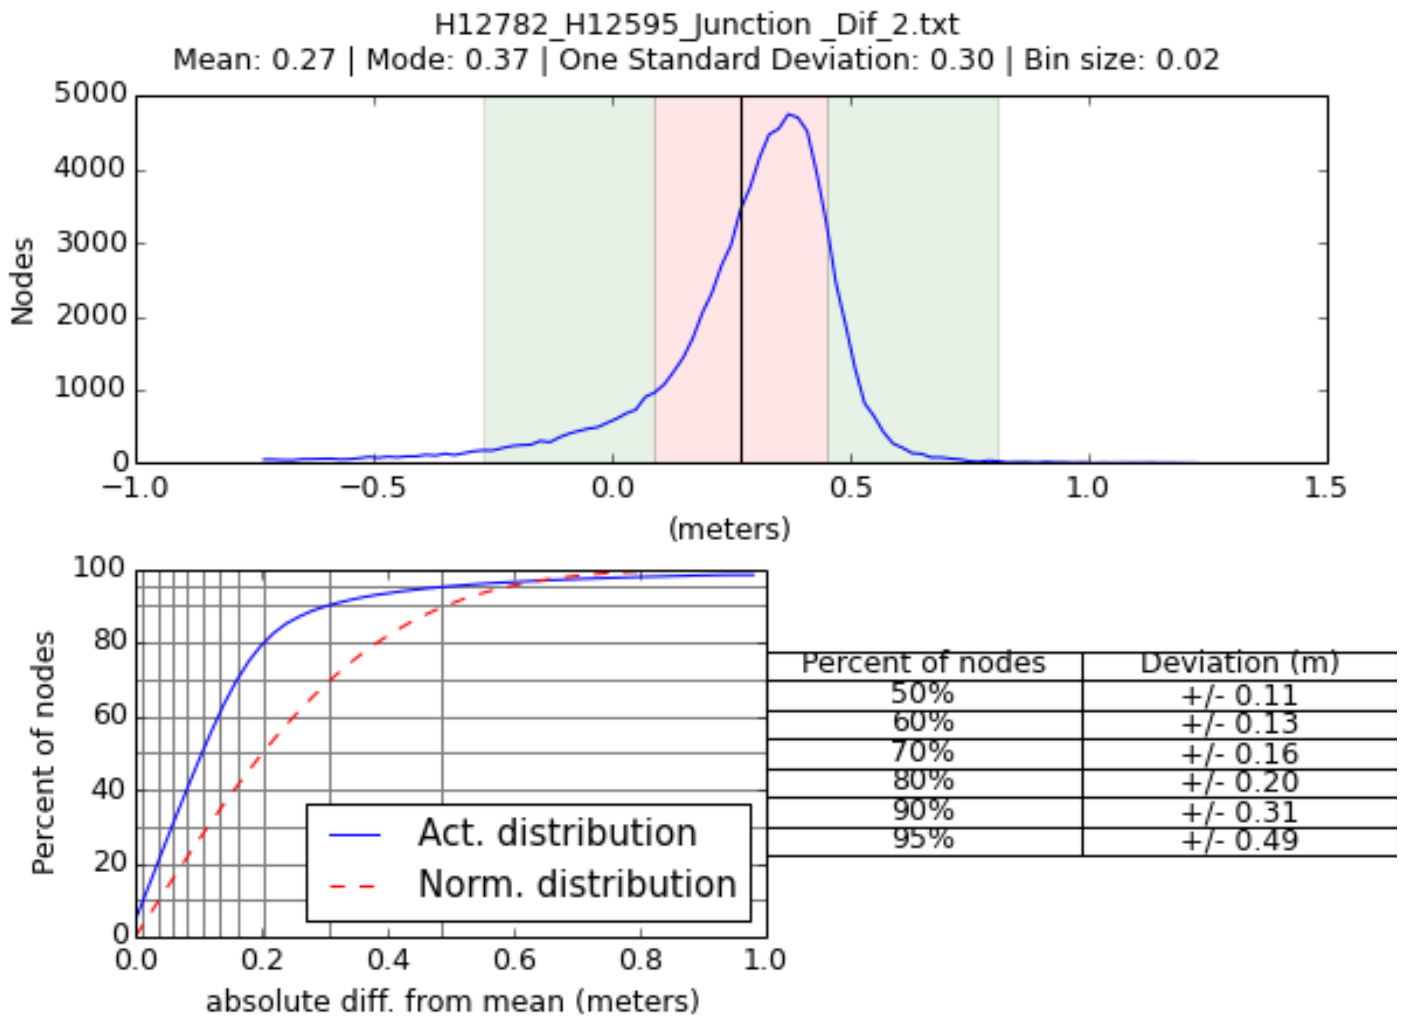 H12782_H12595_Junction _Dif_2.txt
Mean: 0.27 | Mode: 0.37 | One Standard Deviation: 0.30 | Bin size: 0.02
5000
4000
3000
2000
1000
0
Nodes
−1.0 −0.5 0.0 0.5 1.0 1.5
(meters)
100
80
60
40
20
0
Percent of nodes
Act. distribution
Norm. distribution
0.0 0.2 0.4 0.6 0.8 1.0
absolute diff. from mean (meters)
Percent of nodes Deviation (m)
50% +/- 0.11
60% +/- 0.13
70% +/- 0.16
80% +/- 0.20
90% +/- 0.31
95% +/- 0.49